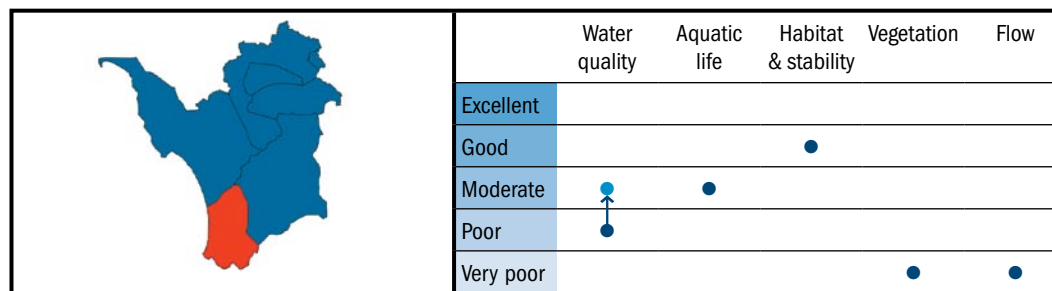 Water quality
Aquatic life
Habitat & stability
Vegetation
Flow
Excellent
Good
Moderate
Poor
Very poor